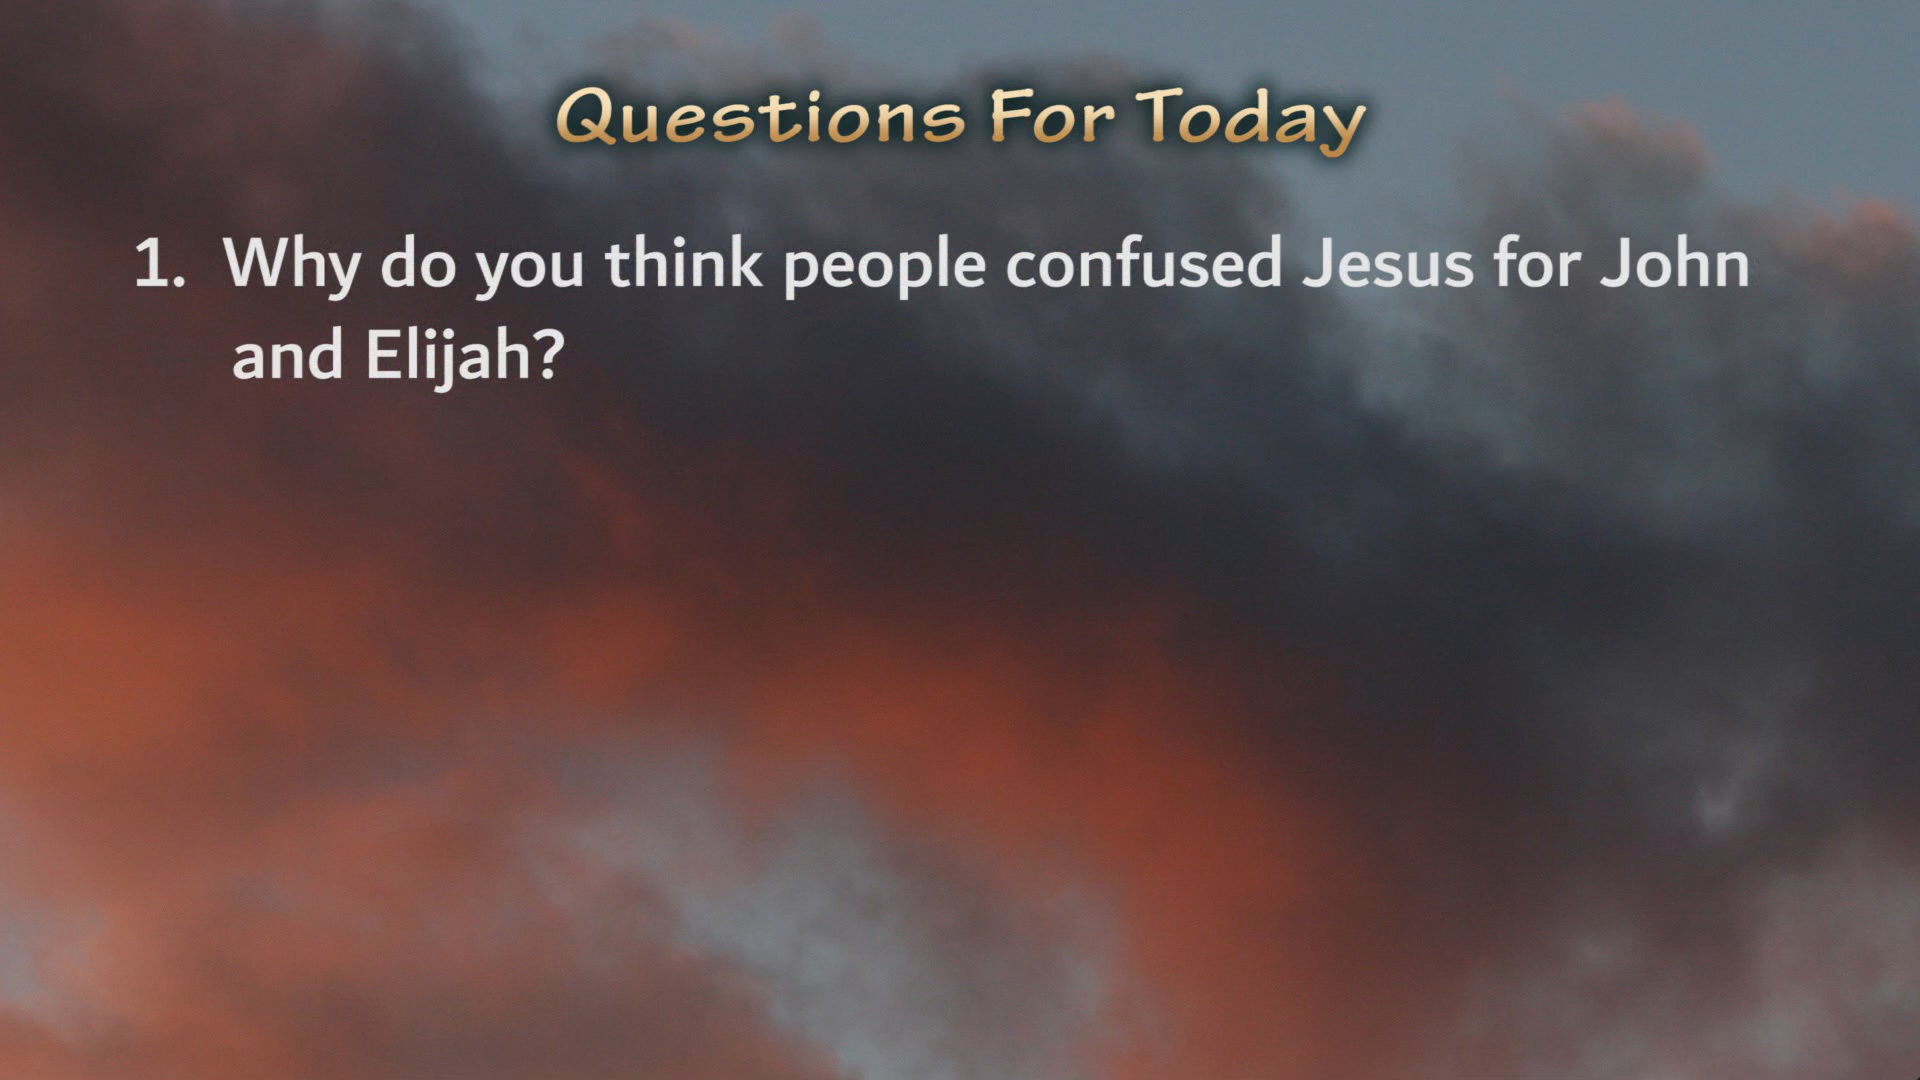 Questions For Today
1. Why do you think people confused Jesus for John
and Elijah?